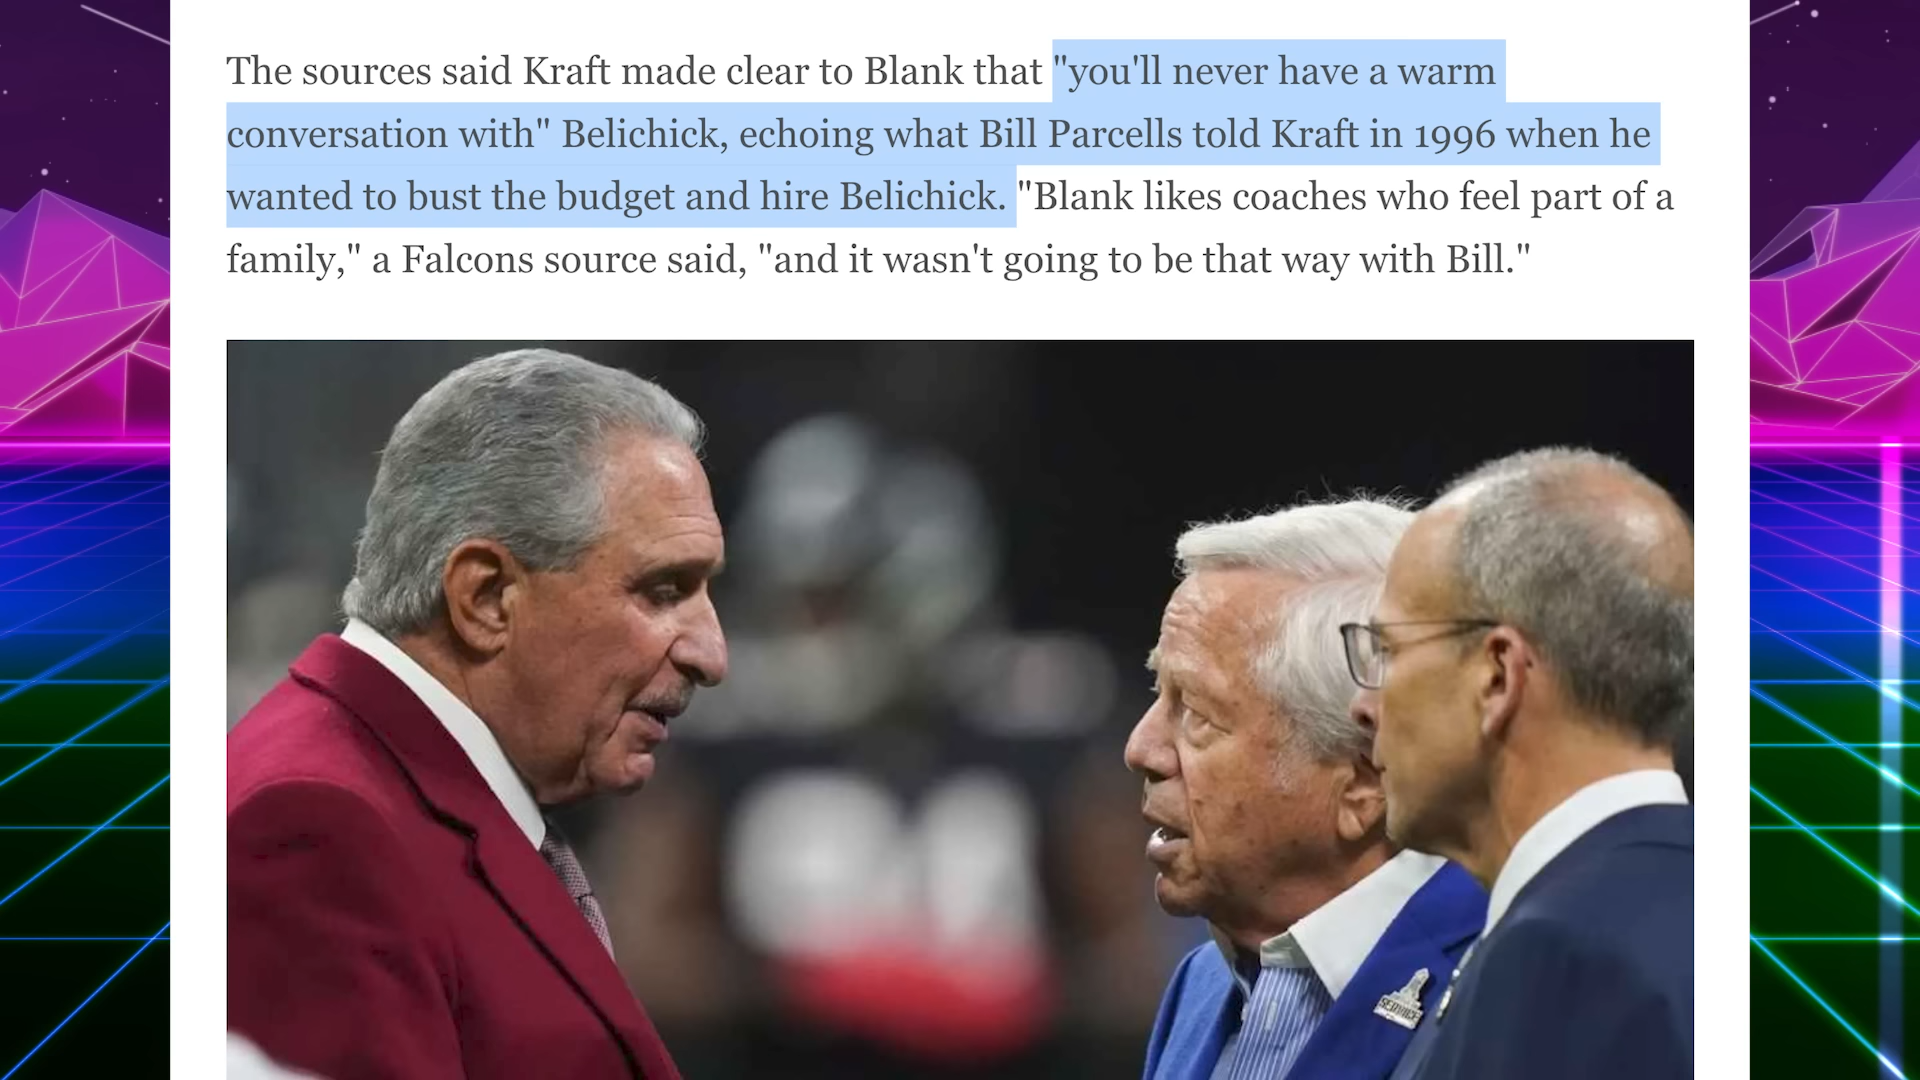 The sources said Kraft made clear to Blank that "you'll never have a warm
conversation with" Belichick, echoing what Bill Parcells told Kraft in 1996 when he
wanted to bust the budget and hire Belichick. "Blank likes coaches who feel part of a
family," a Falcons source said, "and it wasn't going to be that way with Bill."